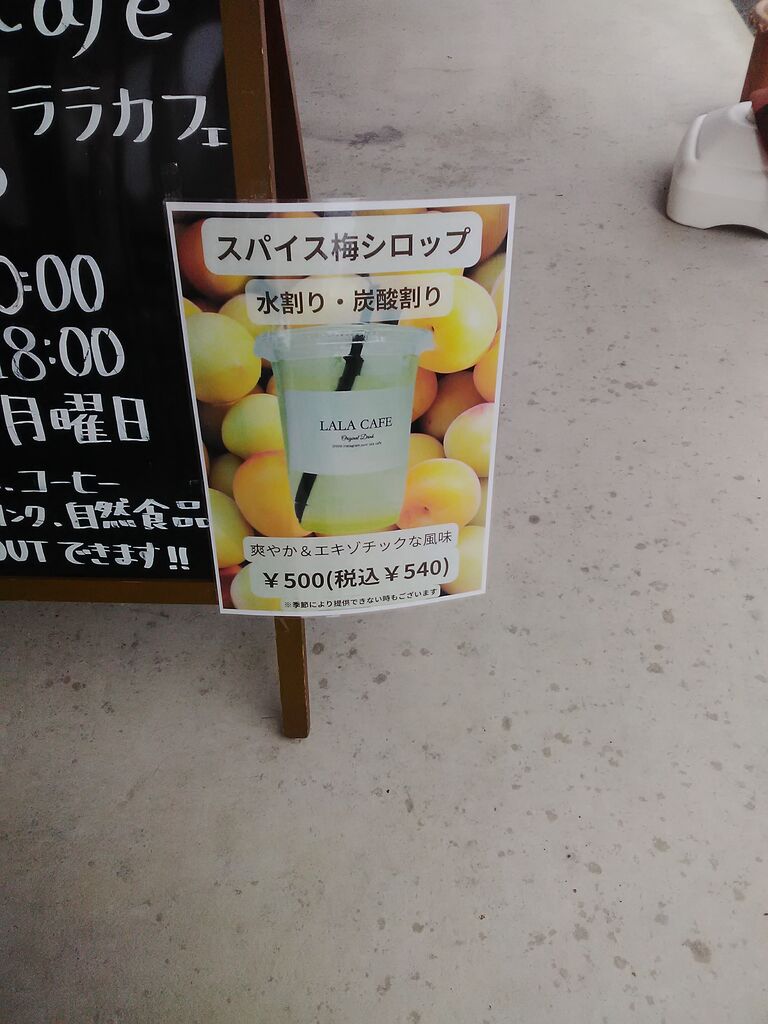 cafe
ララカフェ
0:00
18:00
月曜日
コーヒー
ンク、自然食品
OUT できます!!
スパイス梅シロップ
水割り・炭酸割り
LALA CAFE
Original Drink
爽やか＆エキゾチックな風味
￥500(税込￥540)
※季節により提供できない時もございます